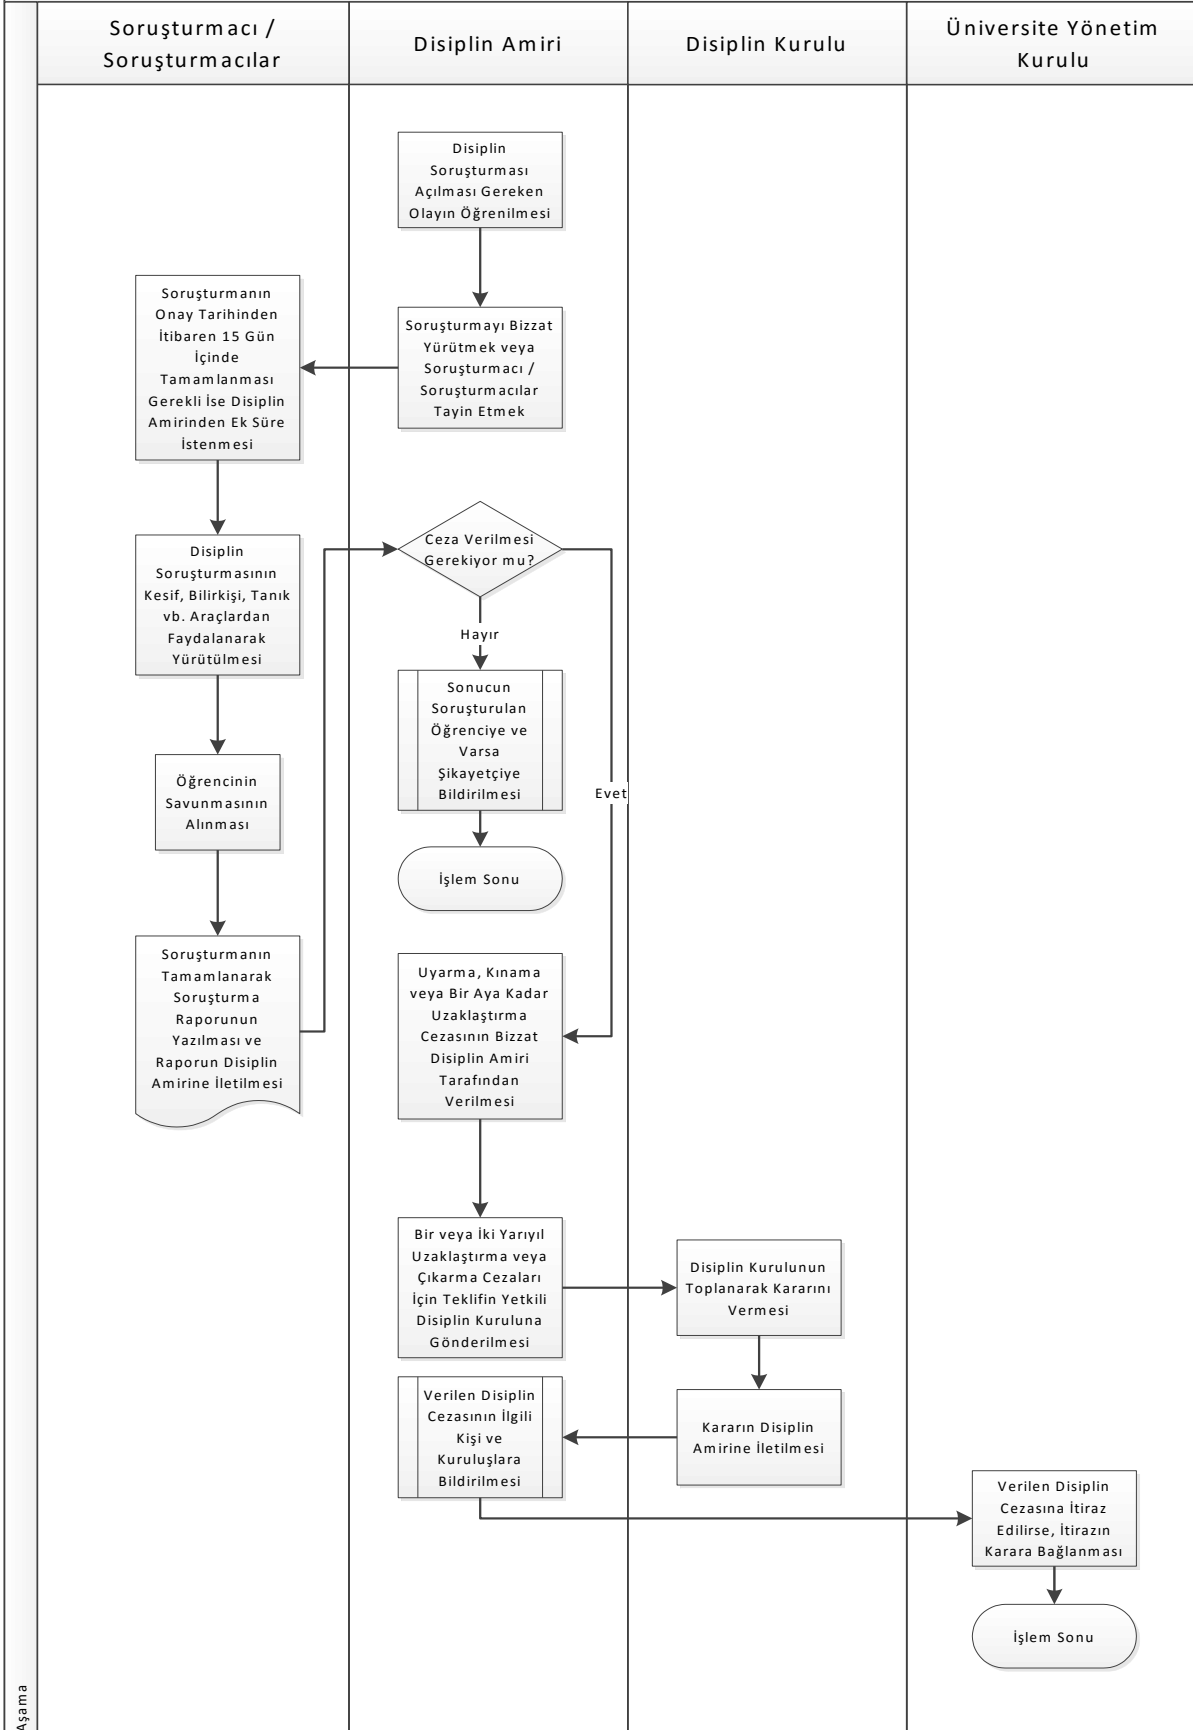 Soruşturmacı /
Soruşturmacılar
Disiplin Amiri
Disiplin Kurulu
Üniversite Yönetim
Kurulu
Disiplin
Soruşturması
Açılması Gereken
Olayın Öğrenilmesi
Soruşturmayı Bizzat
Yürütmek veya
Soruşturmacı /
Soruşturmacılar
Tayin Etmek
Soruşturmanın
Onay Tarihinden
İtibaren 15 Gün
İçinde
Tamamlanması
Gerekli İse Disiplin
Amirinden Ek Süre
İstenmesi
Disiplin
Soruşturmasının
Kesif, Bilirkişi, Tanık
vb. Araçlardan
Faydalanarak
Yürütülmesi
Öğrencinin
Savunmasının
Alınması
Soruşturmanın
Tamamlanarak
Soruşturma
Raporunun
Yazılması ve
Raporun Disiplin
Amirine İletilmesi
Ceza Verilmesi
Gerekiyor mu?
Hayır
Sonucun
Soruşturulan
Öğrenciye ve
Varsa
Şikayetçiye
Bildirilmesi
Evet
İşlem Sonu
Uyarma, Kınama
veya Bir Aya Kadar
Uzaklaştırma
Cezasının Bizzat
Disiplin Amiri
Tarafından
Verilmesi
Bir veya İki Yarıyıl
Uzaklaştırma veya
Çıkarma Cezaları
İçin Teklifin Yetkili
Disiplin Kuruluna
Gönderilmesi
Disiplin Kurulunun
Toplanarak Kararını
Vermesi
Kararın Disiplin
Amirine İletilmesi
Verilen Disiplin
Cezasının İlgili
Kişi ve
Kuruluşlara
Bildirilmesi
Verilen Disiplin
Cezasına İtiraz
Edilirse, İtirazın
Karara Bağlanması
İşlem Sonu
Aşama